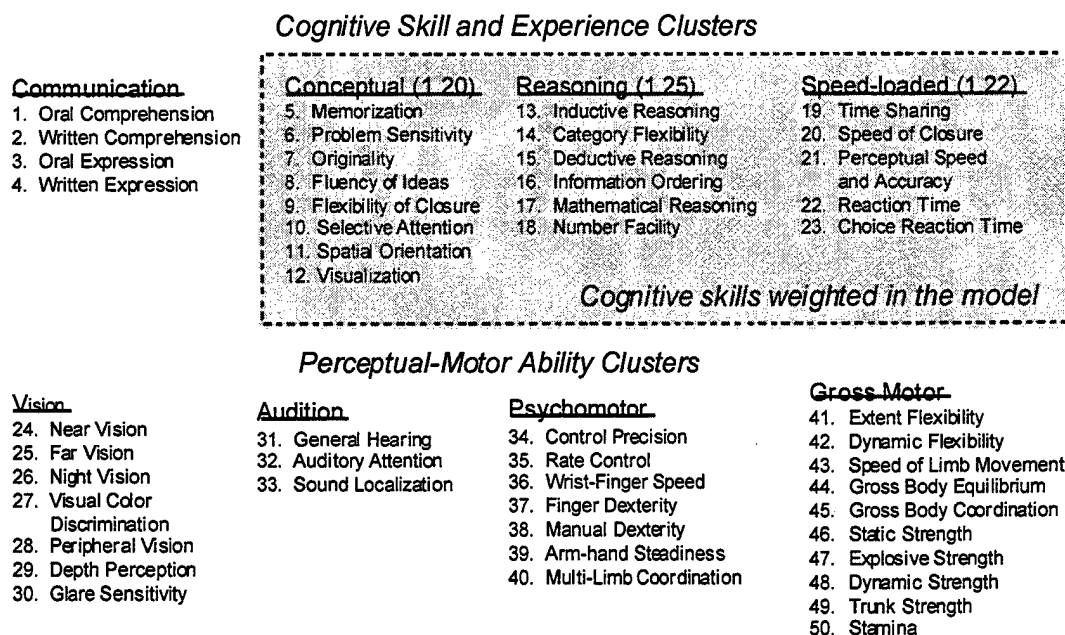 Cognitive Skill and Experience Clusters
Communication
1. Oral Comprehension
2. Written Comprehension
3. Oral Expression
4. Written Expression
Conceptual (1.20)
5. Memorization
6. Problem Sensitivity
7. Originality
8. Fluency of Ideas
9. Flexibility of Closure
10. Selective Attention
11. Spatial Orientation
12. Visualization
Reasoning (1.25)
13. Inductive Reasoning
14. Category Flexibility
15. Deductive Reasoning
16. Information Ordering
17. Mathematical Reasoning
18. Number Facility
Speed-loaded (1.22)
19. Time Sharing
20. Speed of Closure
21. Perceptual Speed
and Accuracy
22. Reaction Time
23. Choice Reaction Time
Cognitive skills weighted in the model
Perceptual-Motor Ability Clusters
Vision
24. Near Vision
25. Far Vision
26. Night Vision
27. Visual Color
Discrimination
28. Peripheral Vision
29. Depth Perception
30. Glare Sensitivity
Audition
31. General Hearing
32. Auditory Attention
33. Sound Localization
Psychomotor
34. Control Precision
35. Rate Control
36. Wrist-Finger Speed
37. Finger Dexterity
38. Manual Dexterity
39. Arm-hand Steadiness
40. Multi-Limb Coordination
Gross Motor
41. Extent Flexibility
42. Dynamic Flexibility
43. Speed of Limb Movement
44. Gross Body Equilibrium
45. Gross Body Coordination
46. Static Strength
47. Explosive Strength
48. Dynamic Strength
49. Trunk Strength
50. Stamina